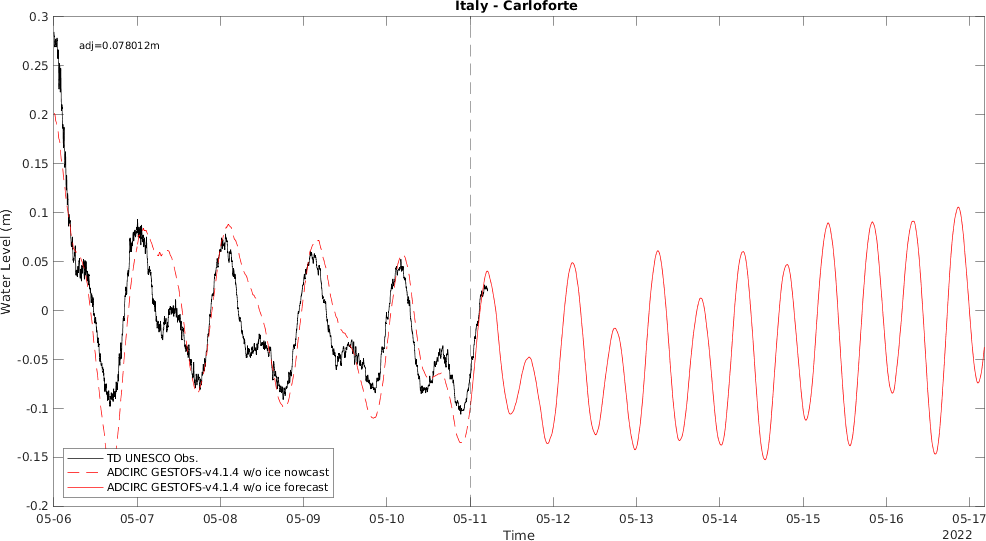 Italy - Carloforte
adj=0.078012m
0.3
0.25
0.2
0.15
0.1
0.05
0
-0.05
-0.1
-0.15
-0.2
Water Level (m)
TD UNESCO Obs.
ADCIRC GESTOFS-v4.1.4 w/o ice nowcast
ADCIRC GESTOFS-v4.1.4 w/o ice forecast
05-06 05-07 05-08 05-09 05-10 05-11 05-12 05-13 05-14 05-15 05-16 05-17
Time
2022